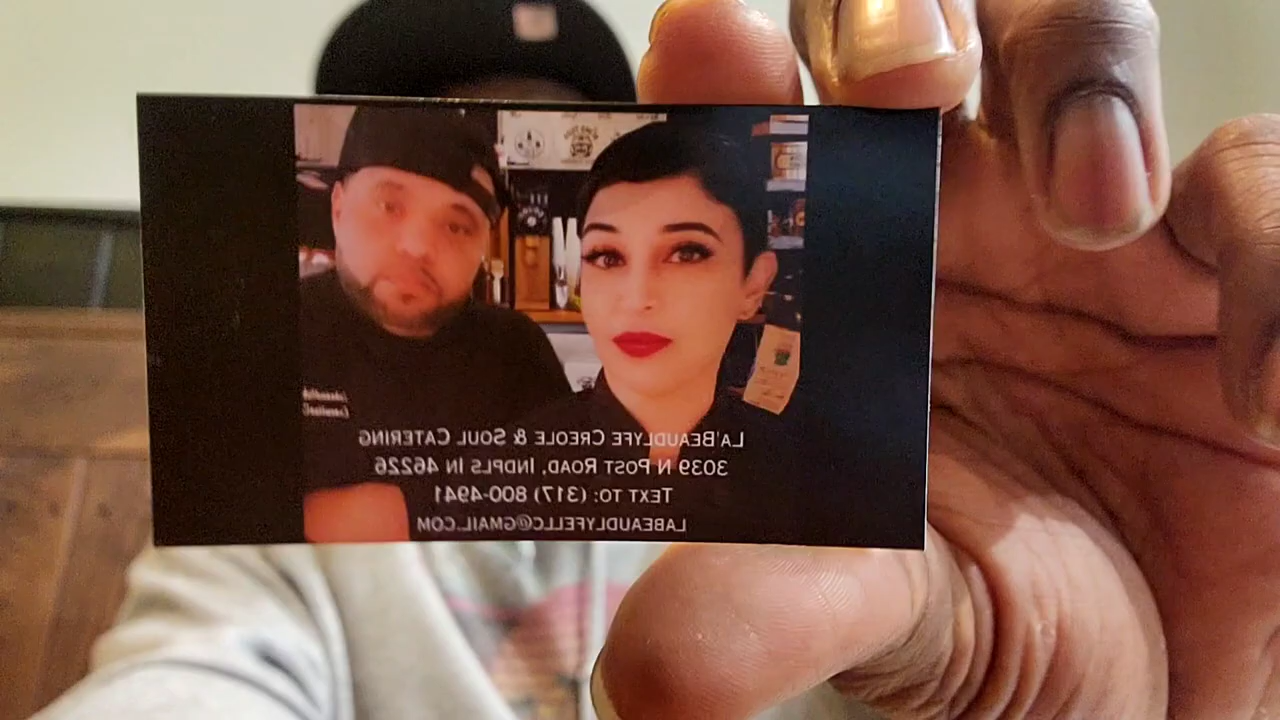 LA'BEAUDLYFE CREOLE & SOUL CATERING
3039 N POST ROAD, INDPLS IN 46226
TEXT TO: (317) 800-4941
LABEAUDLYFELLC@GMAIL.COM